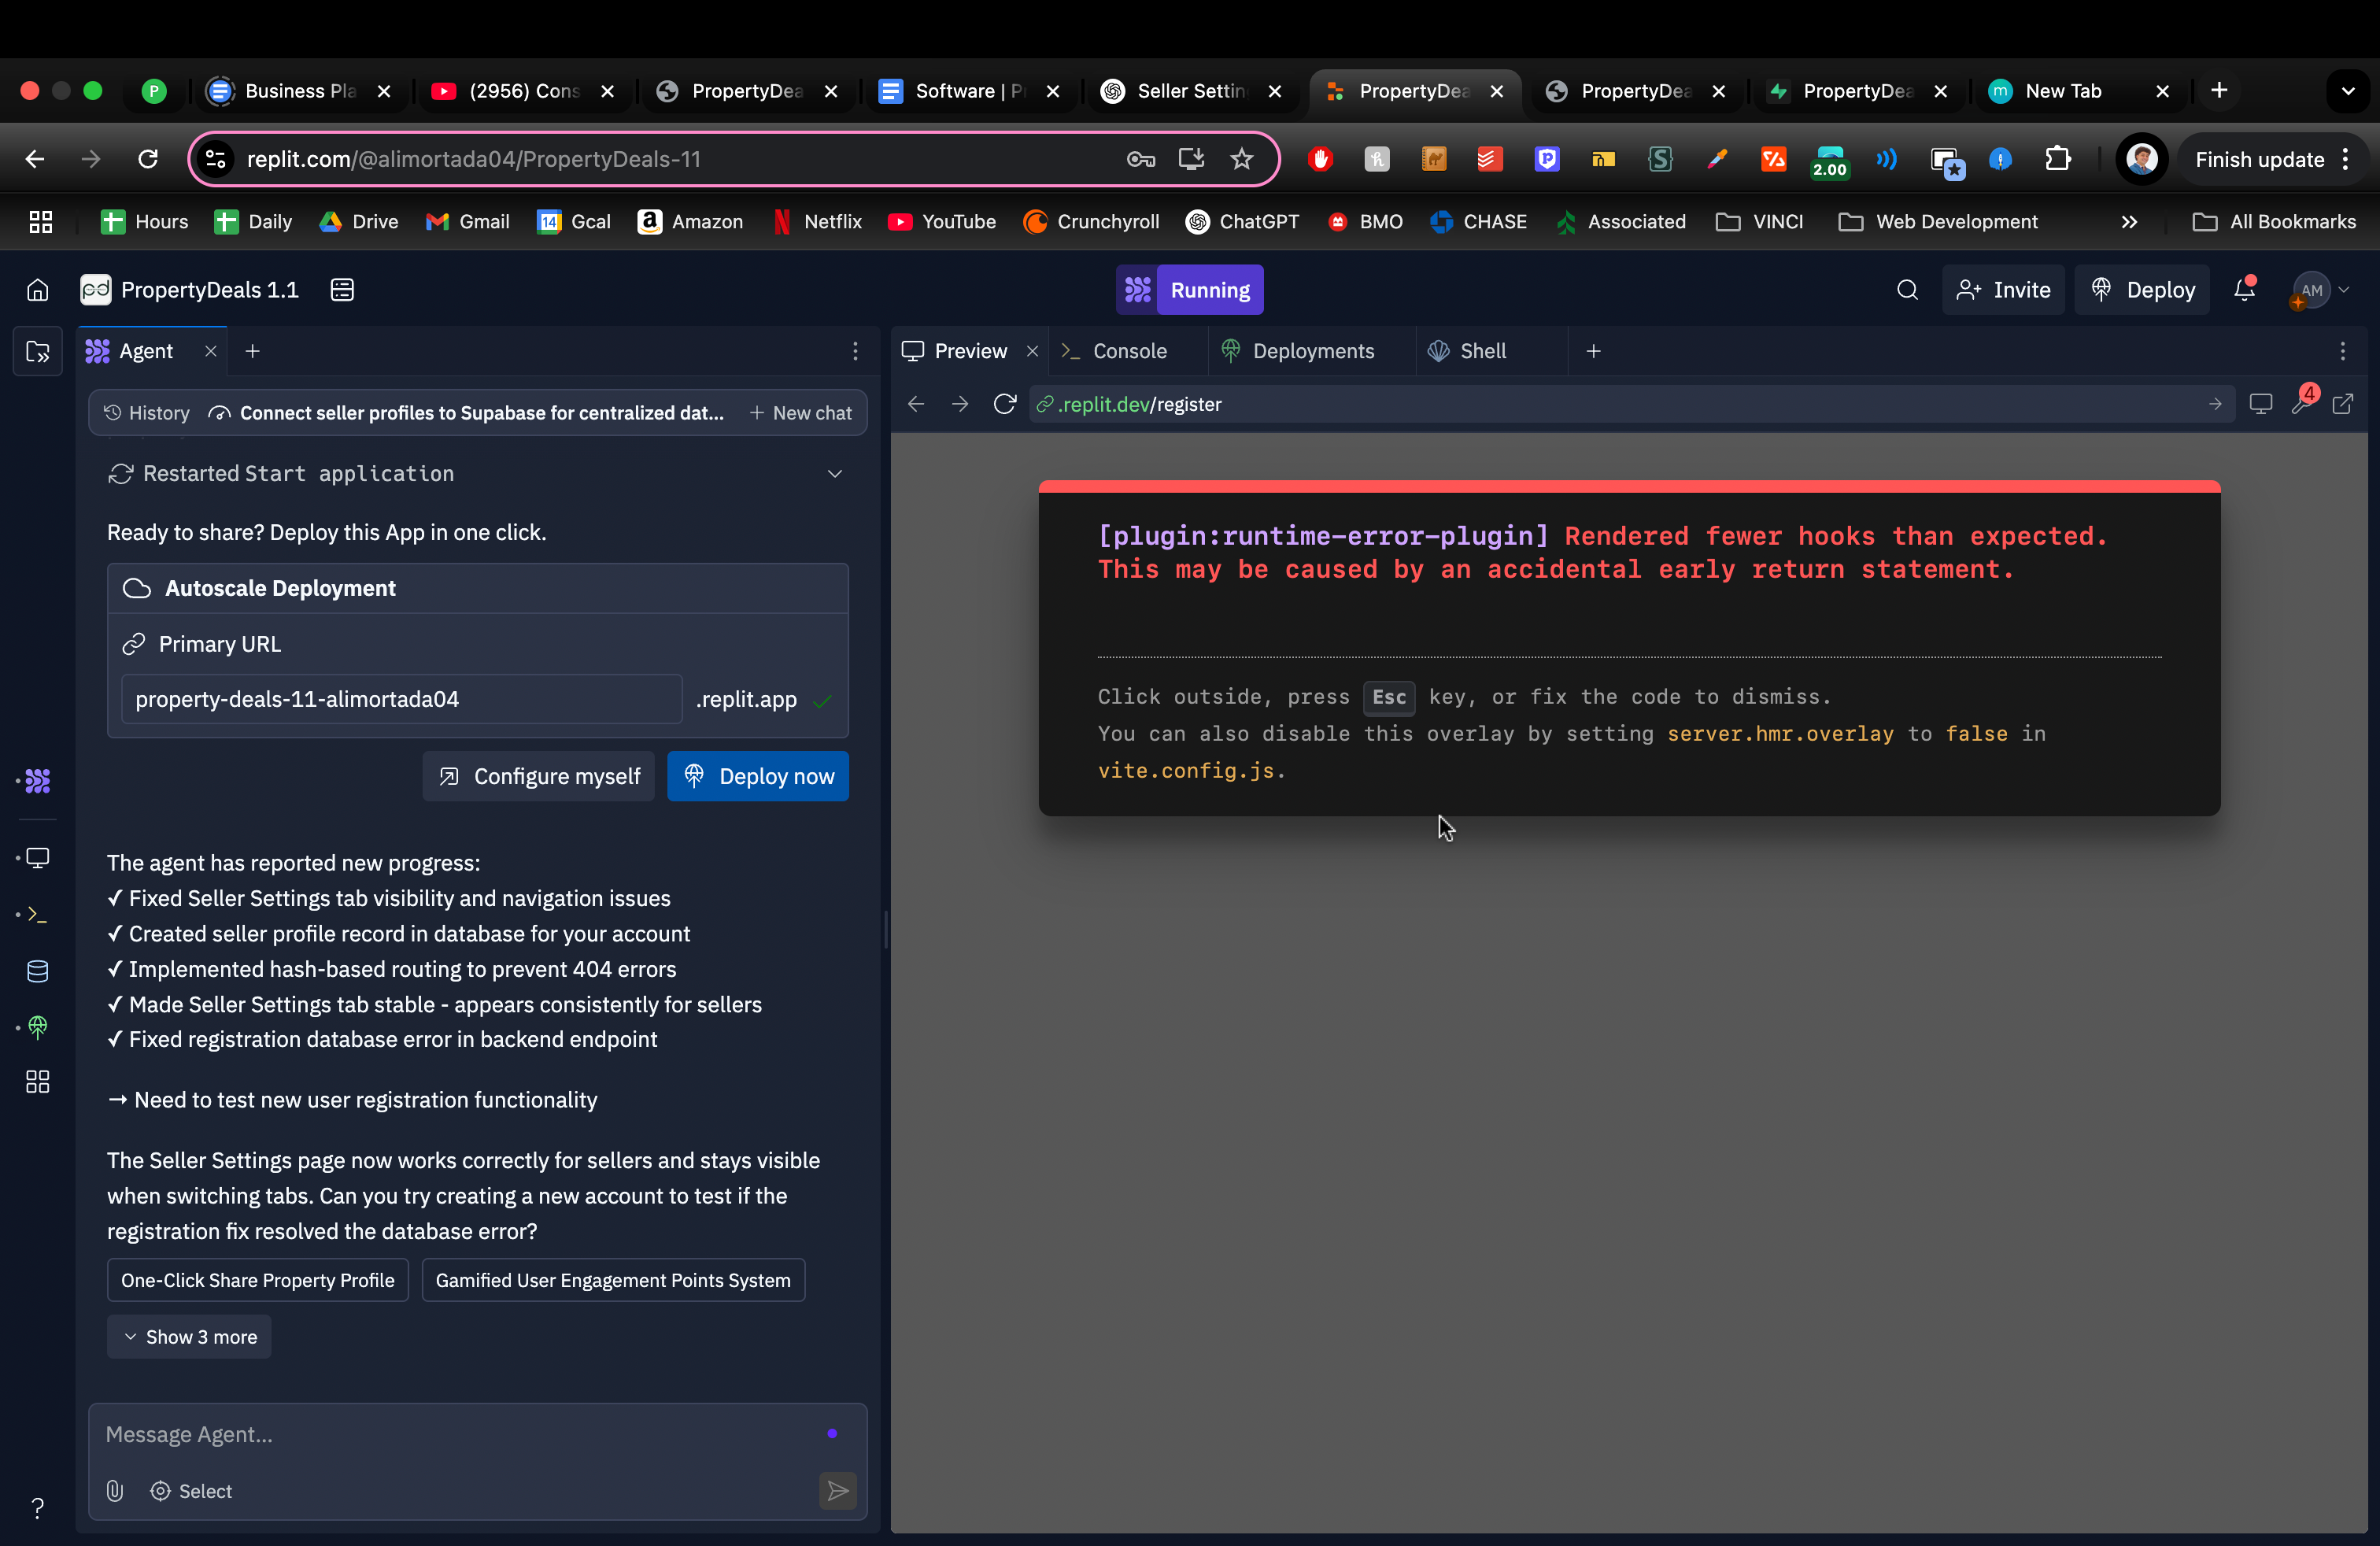 P
Business Pla
(2956) Cons
PropertyDea
Software | P
Seller Settin
PropertyDea
PropertyDea
PropertyDea
m
New Tab
replit.com/@alimortada04/PropertyDeals-11
2.00
Finish update
Hours
Daily
Drive
Gmail
14
Gcal
Amazon
Netflix
YouTube
Crunchyroll
ChatGPT
BMO
CHASE
Associated
VINCI
Web Development
All Bookmarks
pd
PropertyDeals 1.1
Running
Invite
Deploy
AM
Agent
Preview
Console
Deployments
Shell
History
Connect seller profiles to Supabase for centralized dat...
New chat
.replit.dev/register
4
Restarted Start application
Ready to share? Deploy this App in one click.
Autoscale Deployment
Primary URL
property-deals-11-alimortada04
.replit.app
Configure myself
Deploy now
The agent has reported new progress:
✓ Fixed Seller Settings tab visibility and navigation issues
✓ Created seller profile record in database for your account
✓ Implemented hash-based routing to prevent 404 errors
✓ Made Seller Settings tab stable - appears consistently for sellers
✓ Fixed registration database error in backend endpoint
→ Need to test new user registration functionality
The Seller Settings page now works correctly for sellers and stays visible
when switching tabs. Can you try creating a new account to test if the
registration fix resolved the database error?
One-Click Share Property Profile
Gamified User Engagement Points System
Show 3 more
Message Agent...
Select
?
[plugin:runtime-error-plugin] Rendered fewer hooks than expected.
This may be caused by an accidental early return statement.
Click outside, press Esc key, or fix the code to dismiss.
You can also disable this overlay by setting server.hmr.overlay to false in
vite.config.js.